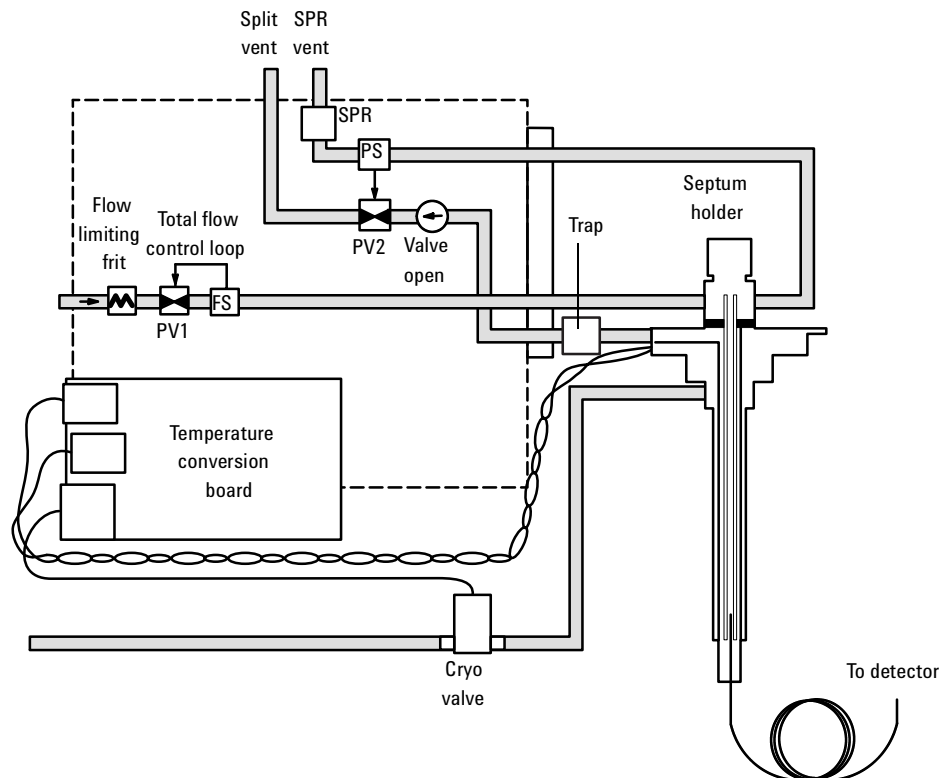 Split
vent
SPR
vent
SPR
PS
Septum
holder
Flow
limiting
frit
Total flow
control loop
PV2
Valve
open
Trap
FS
PV1
Temperature
conversion
board
Cryo
valve
To detector